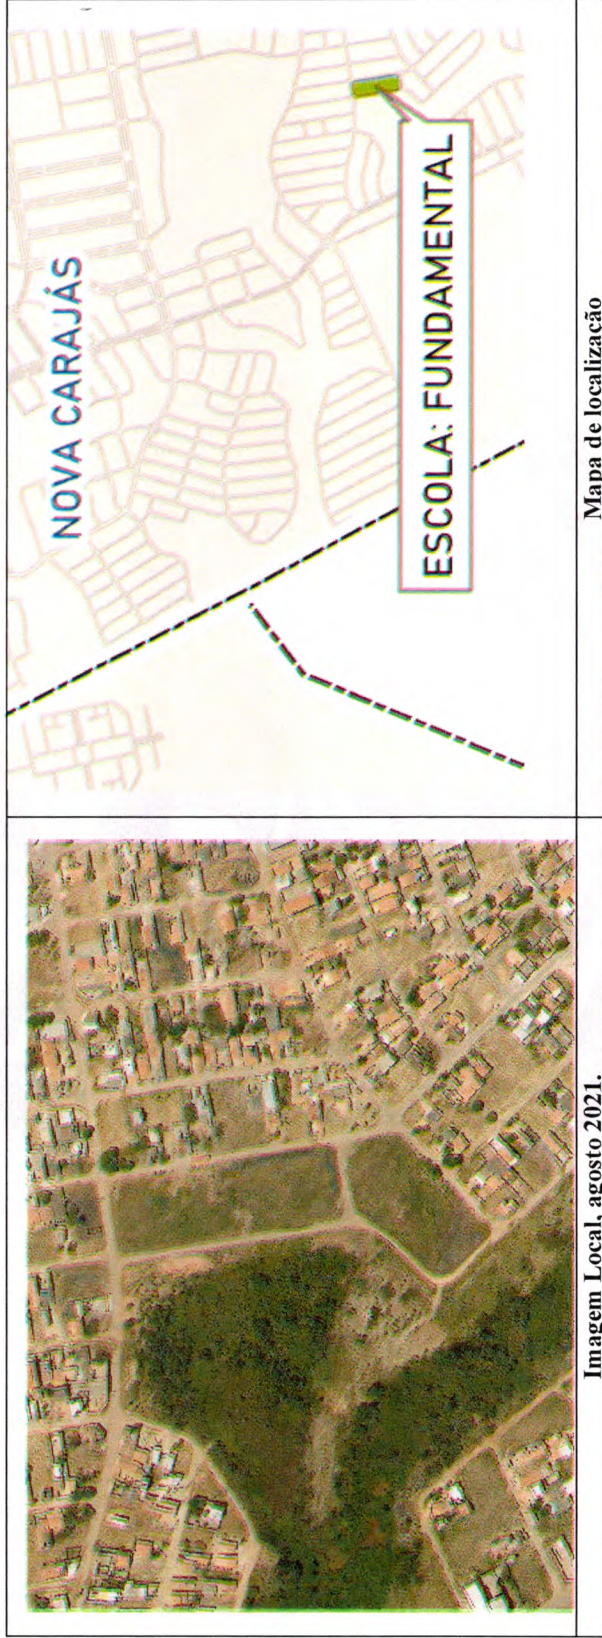 NOVA CARAJÁS
ESCOLA: FUNDAMENTAL
Imagem Local, agosto 2021.
Mapa de localização